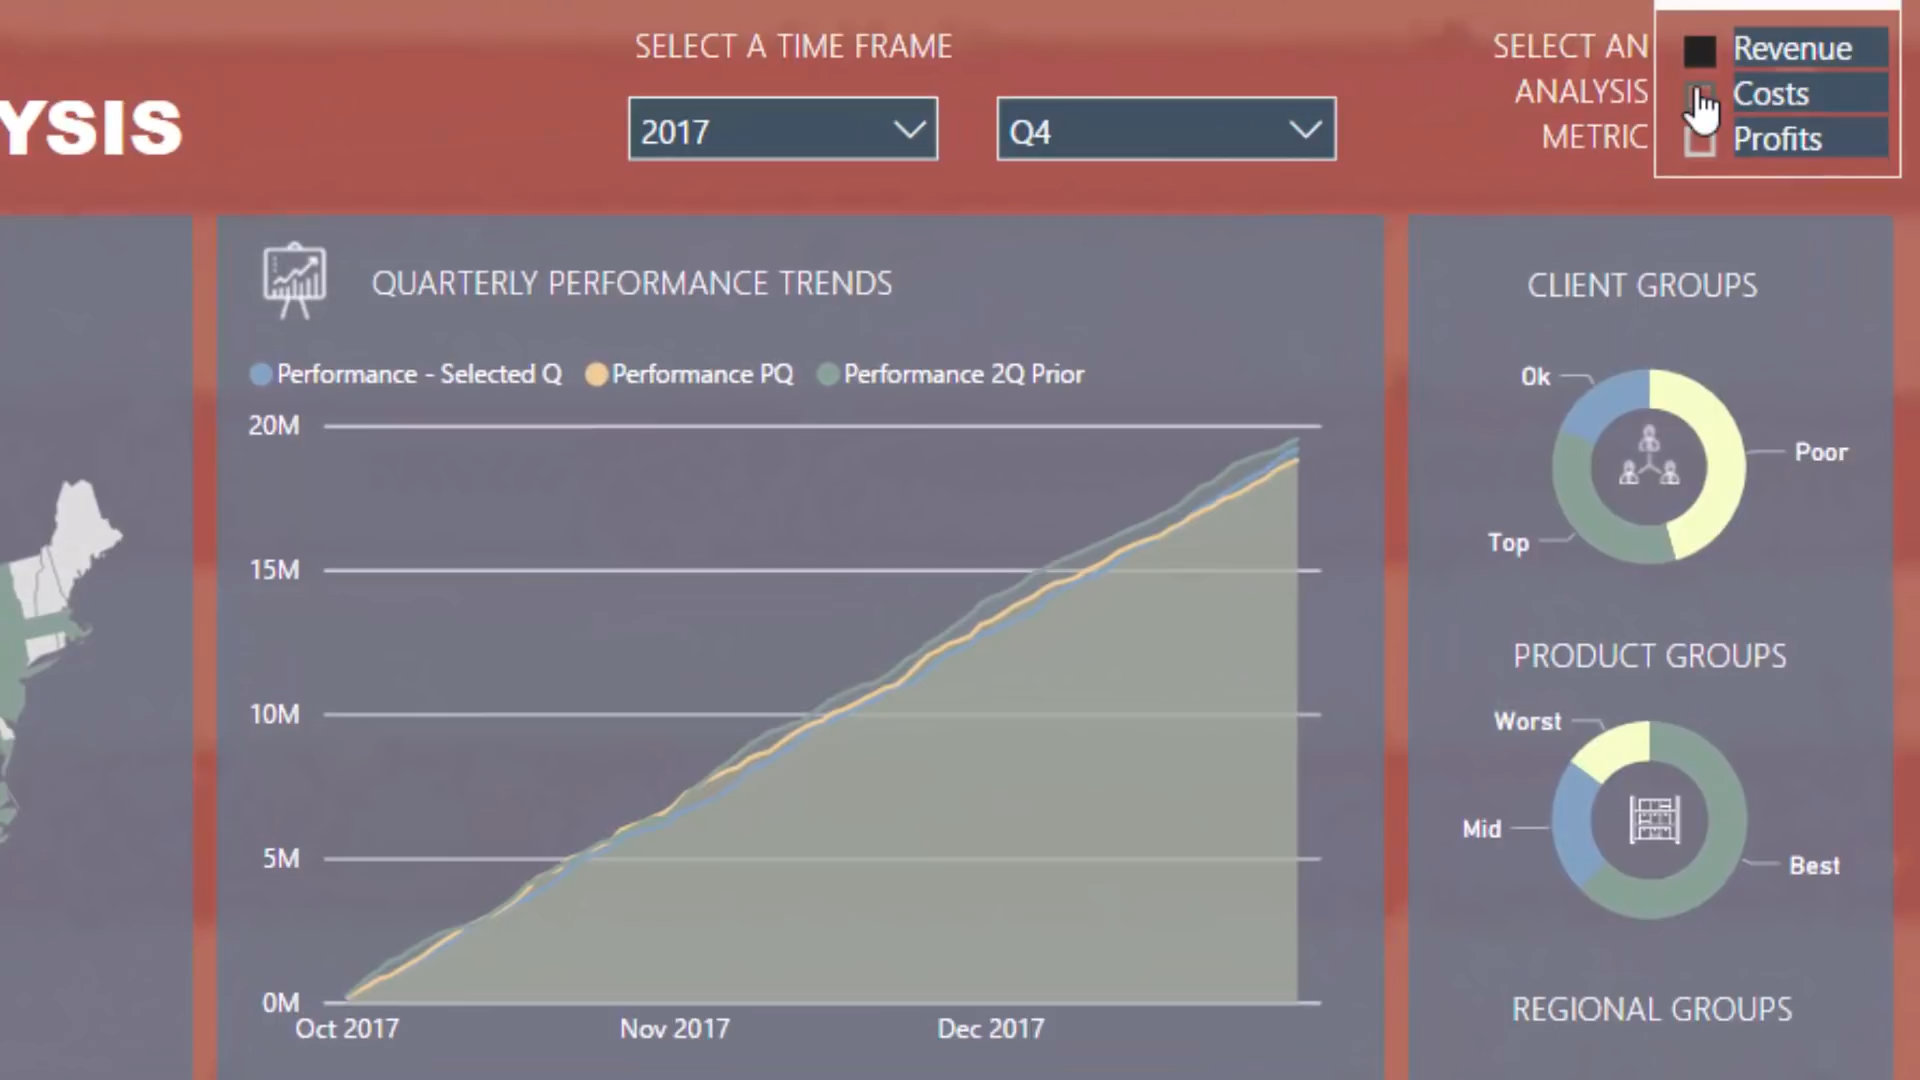 YSIS
SELECT A TIME FRAME
2017
Q4
SELECT AN
ANALYSIS
METRIC
Revenue
Costs
Profits
QUARTERLY PERFORMANCE TRENDS
Performance - Selected Q
Performance PQ
Performance 2Q Prior
20M
15M
10M
5M
0M
Oct 2017
Nov 2017
Dec 2017
CLIENT GROUPS
Ok
Poor
Top
PRODUCT GROUPS
Worst
Mid
Best
REGIONAL GROUPS